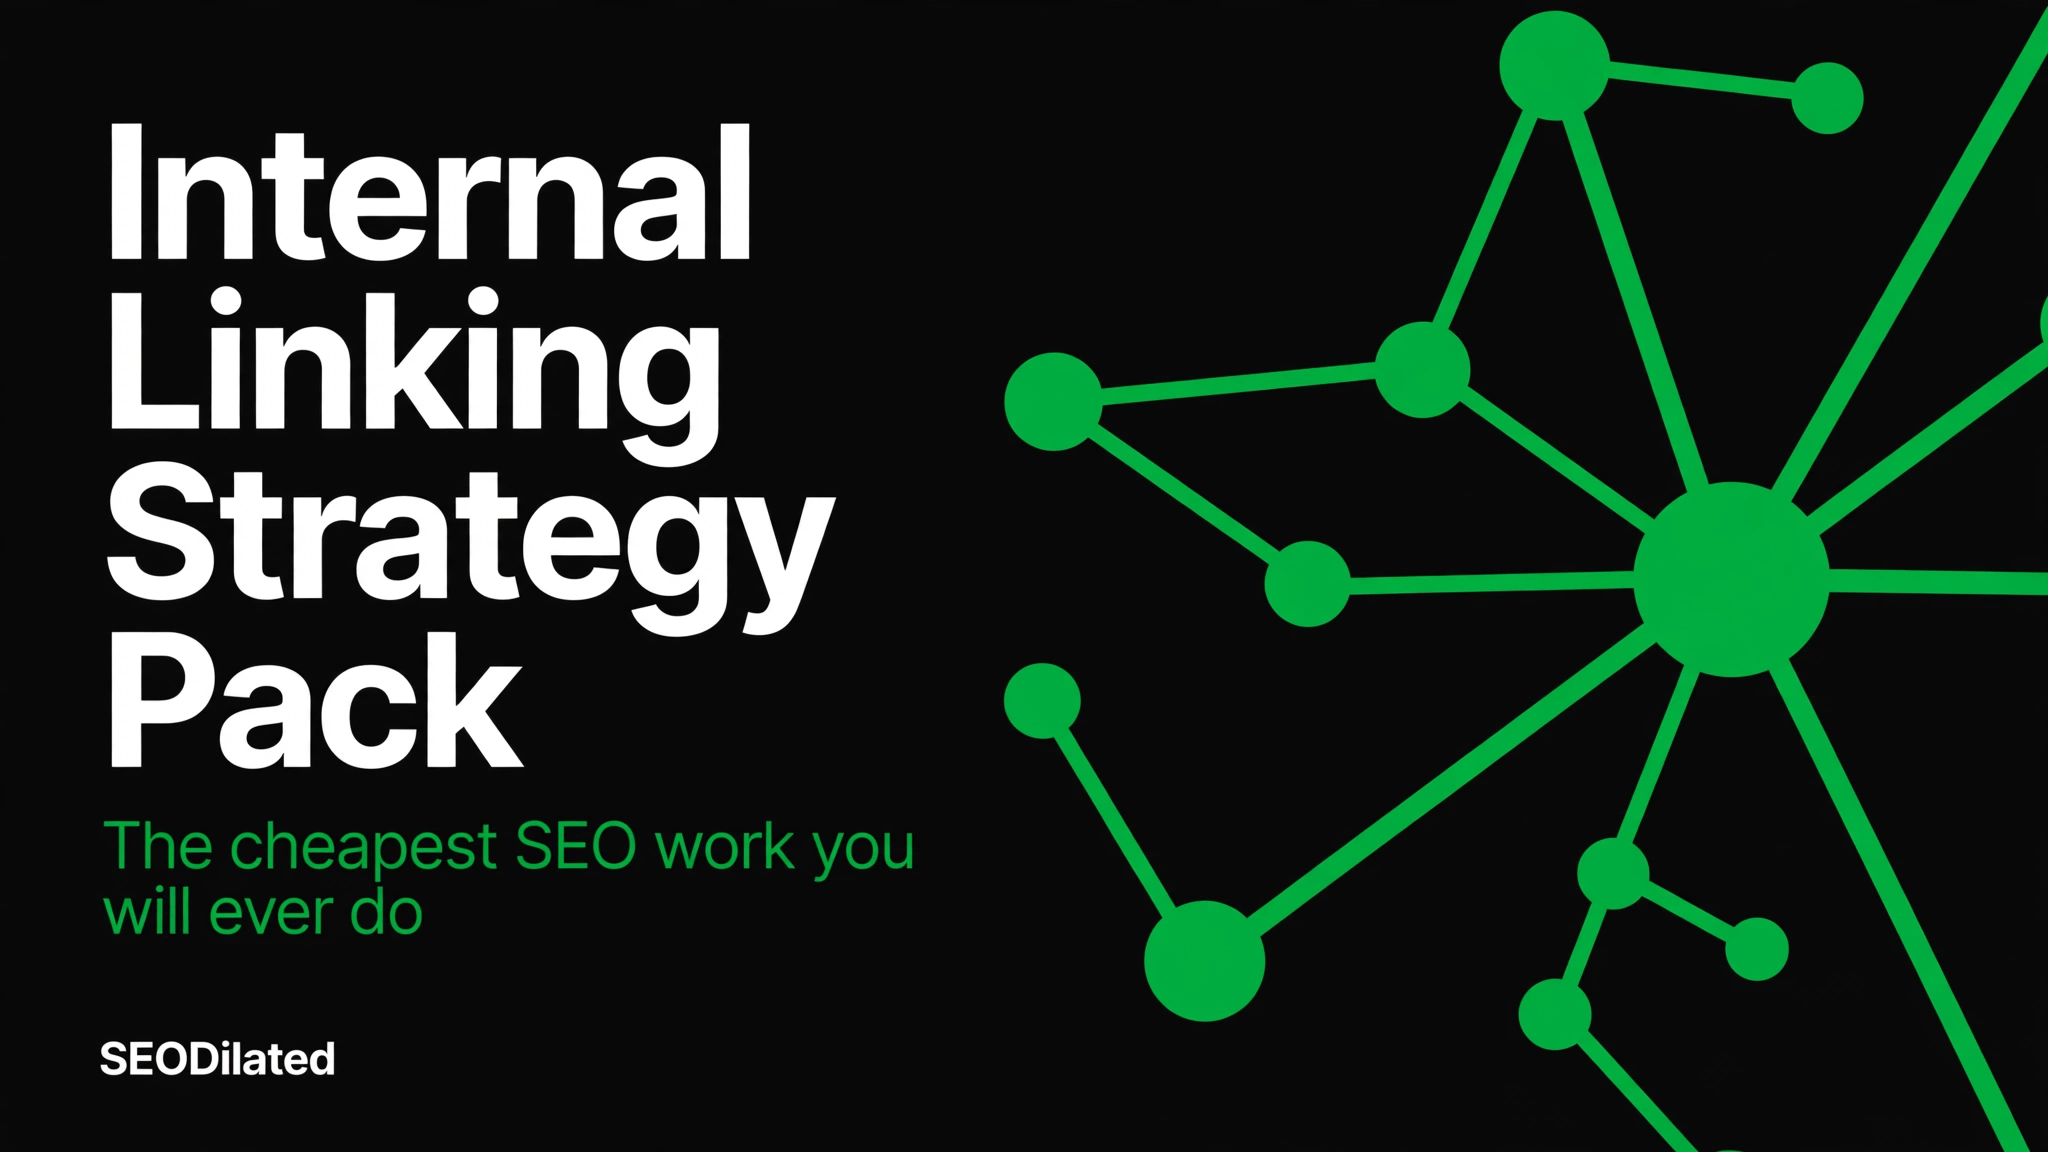 Internal
Linking
Strategy
Pack
The cheapest SEO work you
will ever do
SEODilated